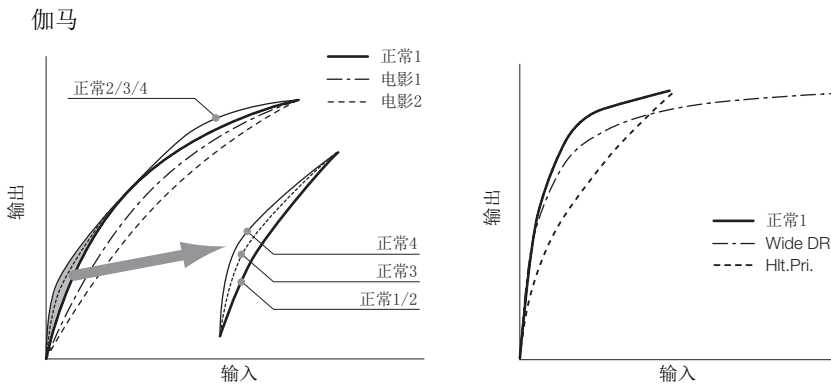 伽马
正常2/3/4
正常1
电影1
电影2
输出
正常4
正常3
正常1/2
输入
输出
正常1
Wide DR
Hlt.Pri.
输入